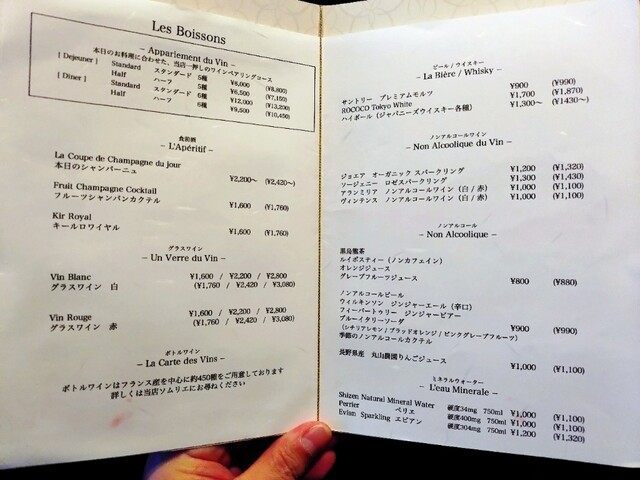 Les Boissons
~ Appartement du Vin ~
本日のお料理に合わせた、当店一押しのワインペアリングコース
[ Dejeuner ] Standard スタンダード 5種 ¥8,000 (¥8,800)
Half ハーフ 5種 ¥6,500 (¥7,150)
[ Diner ] Standard スタンダード 6種 ¥12,000 (¥13,200)
Half ハーフ 6種 ¥9,500 (¥10,450)
食前酒
~ L'Apéritif ~
La Coupe de Champagne du jour
本日のシャンパーニュ ¥2,200~ (¥2,420~)
Fruit Champagne Cocktail
フルーツシャンパンカクテル ¥1,600 (¥1,760)
Kir Royal
キールロワイヤル ¥1,600 (¥1,760)
グラスワイン
~ Un Verre du Vin ~
Vin Blanc ¥1,600 / ¥2,200 / ¥2,800
グラスワイン 白 (¥1,760 / ¥2,420 / ¥3,080)
Vin Rouge ¥1,600 / ¥2,200 / ¥2,800
グラスワイン 赤 (¥1,760 / ¥2,420 / ¥3,080)
ボトルワイン
~ La Carte des Vins ~
ボトルワインはフランス産を中心に約450種をご用意しております
詳しくは当店ソムリエにお尋ねください
ビール / ウイスキー
~ La Bière / Whisky ~
サントリー プレミアムモルツ ¥900 (¥990)
ROCOCO Tokyo White ¥1,700 (¥1,870)
ハイボール (ジャパニーズウイスキー各種) ¥1,300~ (¥1430~)
ノンアルコールワイン
~ Non Alcoolique du Vin ~
ジョエア オーガニック スパークリング ¥1,200 (¥1,320)
ソージェニー ロゼスパークリング ¥1,300 (¥1,430)
アランミリア ノンアルコールワイン (白 / 赤) ¥1,000 (¥1,100)
ヴィンテンス ノンアルコールワイン (白 / 赤) ¥1,000 (¥1,100)
ノンアルコール
~ Non Alcoolique ~
黒烏龍茶
ルイボスティー (ノンカフェイン)
オレンジジュース
グレープフルーツジュース ¥800 (¥880)
ノンアルコールビール
ウィルキンソン ジンジャーエール (辛口)
フィーバートゥリー ジンジャービアー
ブルーイタリーソーダ
(シチリアレモン / ブラッドオレンジ / ピンクグレープフルーツ)
季節のノンアルコールカクテル ¥900 (¥990)
長野県産 丸山農園りんごジュース ¥1,000 (¥1,100)
ミネラルウォーター
~ L'eau Minerale ~
Shizen Natural Mineral Water 硬度34mg 750ml ¥1,000 (¥1,100)
Perrier ペリエ 硬度400mg 750ml ¥1,000 (¥1,100)
Evian Sparkling エビアン 硬度304mg 750ml ¥1,200 (¥1,320)